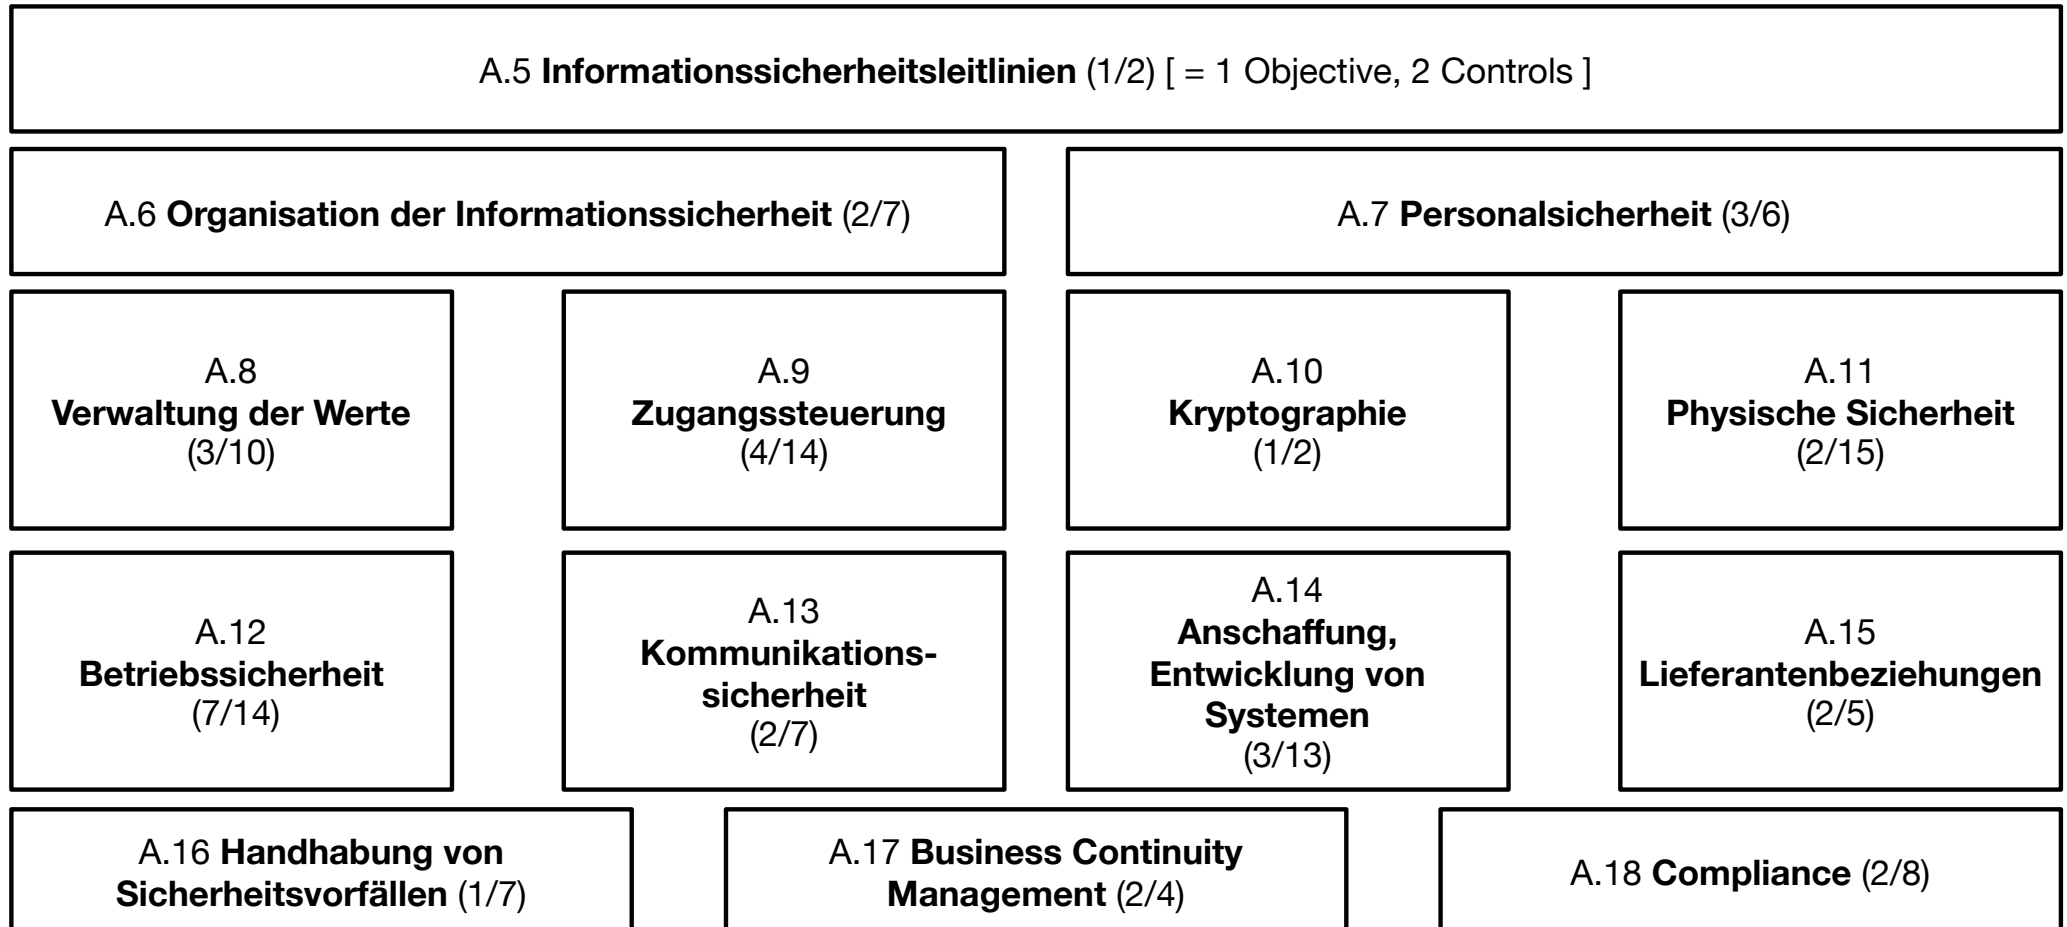 A.5 Informationssicherheitsleitlinien (1/2) [ = 1 Objective, 2 Controls ]
A.6 Organisation der Informationssicherheit (2/7)
A.7 Personalsicherheit (3/6)
A.8
Verwaltung der Werte
(3/10)
A.9
Zugangssteuerung
(4/14)
A.10
Kryptographie
(1/2)
A.11
Physische Sicherheit
(2/15)
A.12
Betriebssicherheit
(7/14)
A.13
Kommunikations-
sicherheit
(2/7)
A.14
Anschaffung,
Entwicklung von
Systemen
(3/13)
A.15
Lieferantenbeziehungen
(2/5)
A.16 Handhabung von
Sicherheitsvorfällen (1/7)
A.17 Business Continuity
Management (2/4)
A.18 Compliance (2/8)